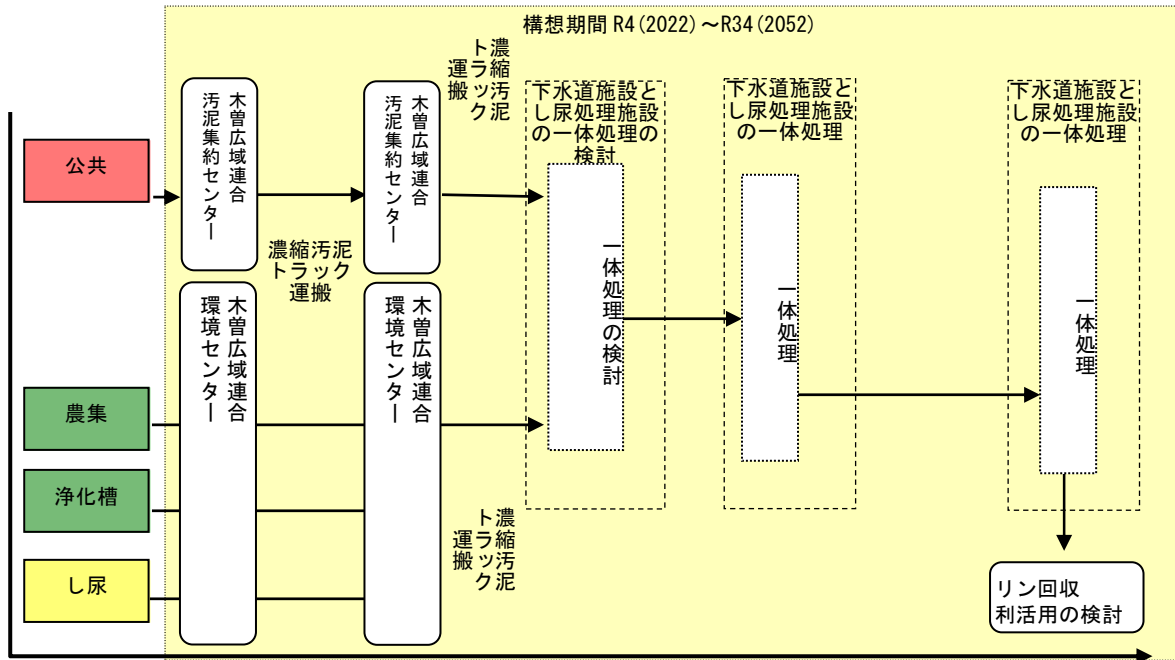 構想期間 R4(2022)～R34(2052)
公共
農集
浄化槽
し尿
木曽広域連合
汚泥集約センター
木曽広域連合
環境センター
濃縮汚泥
トラック
運搬
木曽広域連合
汚泥集約センター
木曽広域連合
環境センター
濃縮汚泥
トラック
運搬
濃縮汚泥
トラック
運搬
下水道施設と
し尿処理施設
の一体処理の
検討
一体処理の検討
下水道施設と
し尿処理施設
の一体処理
一体処理
下水道施設と
し尿処理施設
の一体処理
一体処理
リン回収
利活用の検討